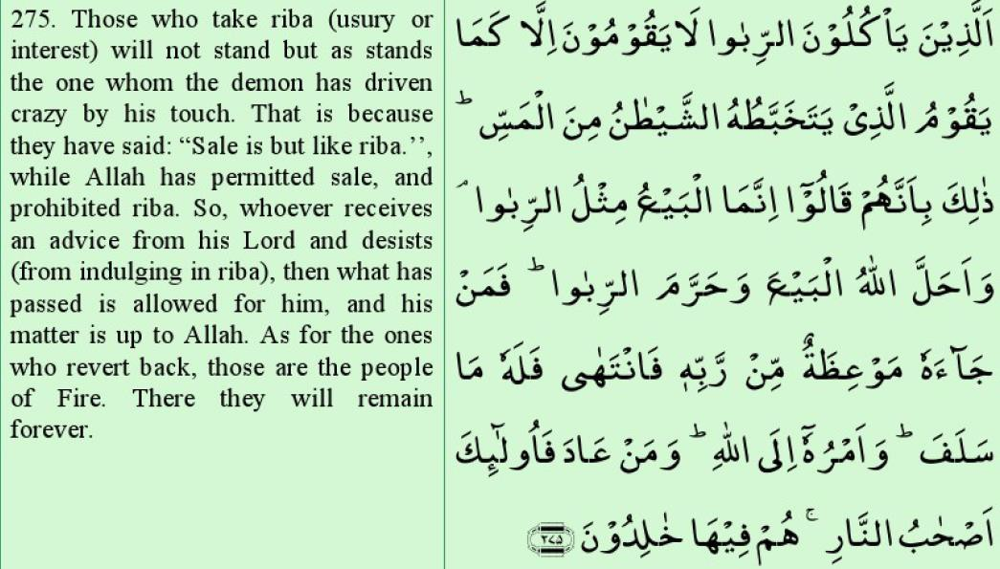 275. Those who take riba (usury or
interest) will not stand but as stands
the one whom the demon has driven
crazy by his touch. That is because
they have said: “Sale is but like riba.’’,
while Allah has permitted sale, and
prohibited riba. So, whoever receives
an advice from his Lord and desists
(from indulging in riba), then what has
passed is allowed for him, and his
matter is up to Allah. As for the ones
who revert back, those are the people
of Fire. There they will remain
forever.
اَلَّذِيْنَ يَاْكُلُوْنَ الرِّبٰوا لَا يَقُوْمُوْنَ اِلَّا كَمَا
يَقُوْمُ الَّذِىْ يَتَخَبَّطُهُ الشَّيْطٰنُ مِنَ الْمَسِّ ؕ
ذٰلِكَ بِاَنَّهُمْ قَالُوْۤا اِنَّمَا الْبَيْعُ مِثْلُ الرِّبٰوا ۘ
وَاَحَلَّ اللّٰهُ الْبَيْعَ وَحَرَّمَ الرِّبٰوا ؕ فَمَنْ
جَآءَهٗ مَوْعِظَةٌ مِّنْ رَّبِّهٖ فَانْتَهٰى فَلَهٗ مَا
سَلَفَ ؕ وَاَمْرُهٗۤ اِلَى اللّٰهِ ؕ وَمَنْ عَادَ فَاُولٰٓئِكَ
اَصْحٰبُ النَّارِ ۚ هُمْ فِيْهَا خٰلِدُوْنَ ﴿۲۷۵﴾